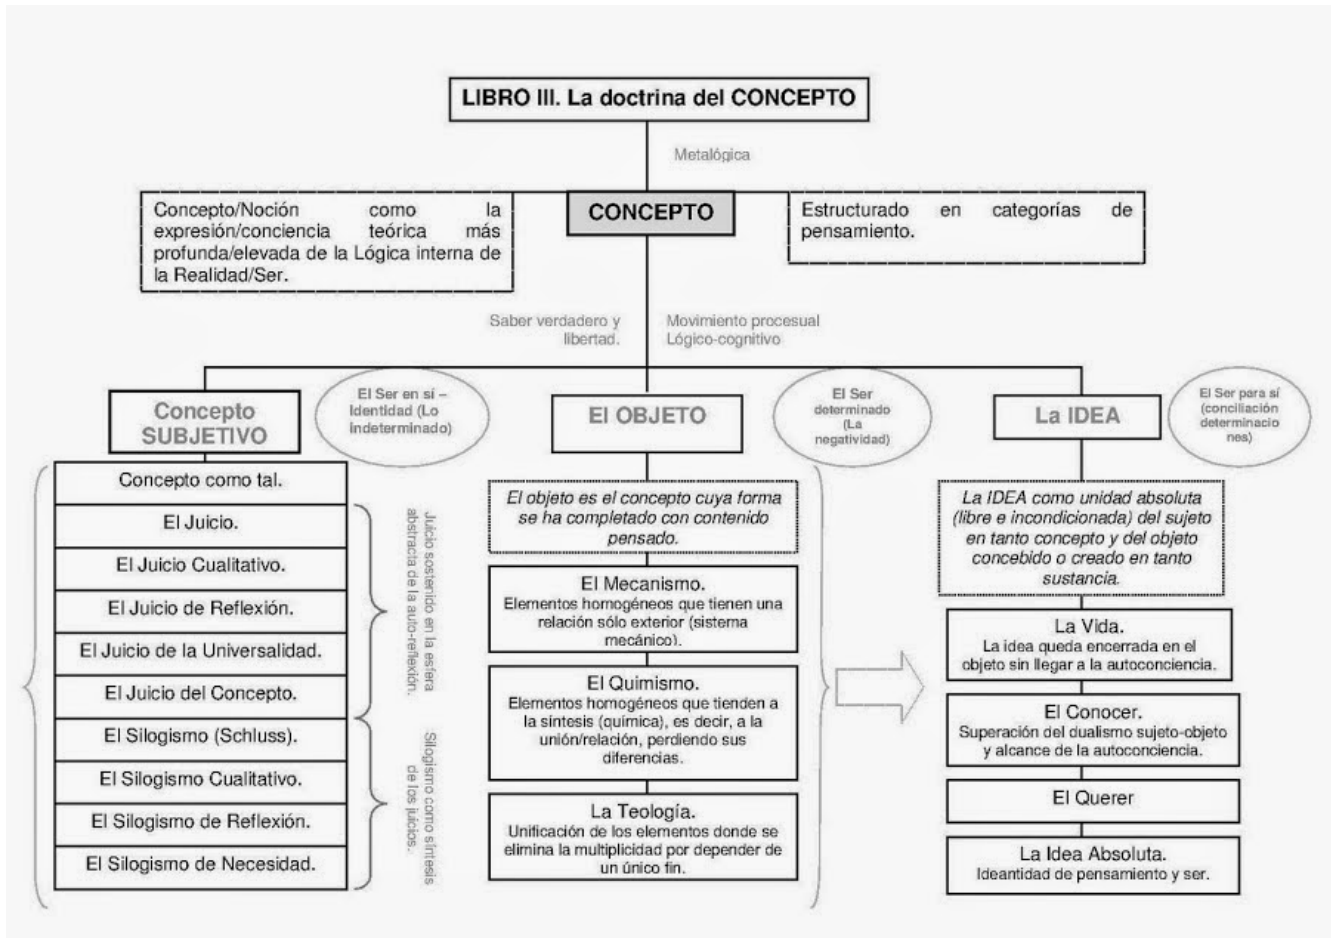 LIBRO III. La doctrina del CONCEPTO
Metalógica
Concepto/Noción como la
expresión/conciencia teórica más
profunda/elevada de la Lógica interna de
la Realidad/Ser.
CONCEPTO
Estructurado en categorías de
pensamiento.
Saber verdadero y
libertad.
Movimiento procesual
Lógico-cognitivo
Concepto
SUBJETIVO
El Ser en sí –
Identidad (Lo
Indeterminado)
El OBJETO
El Ser
determinado
(La
negatividad)
La IDEA
El Ser para sí
(conciliación
determinacio
nes)
Concepto como tal.
El Juicio.
El Juicio Cualitativo.
El Juicio de Reflexión.
El Juicio de la Universalidad.
El Juicio del Concepto.
El Silogismo (Schluss).
El Silogismo Cualitativo.
El Silogismo de Reflexión.
El Silogismo de Necesidad.
Juicio sostenido en la esfera
abstracta de la auto-reflexión.
Silogismo como síntesis
de los juicios.
El objeto es el concepto cuya forma
se ha completado con contenido
pensado.
El Mecanismo.
Elementos homogéneos que tienen una
relación sólo exterior (sistema
mecánico).
El Quimismo.
Elementos homogéneos que tienden a
la síntesis (química), es decir, a la
unión/relación, perdiendo sus
diferencias.
La Teología.
Unificación de los elementos donde se
elimina la multiplicidad por depender de
un único fin.
La IDEA como unidad absoluta
(libre e incondicionada) del sujeto
en tanto concepto y del objeto
concebido o creado en tanto
sustancia.
La Vida.
La idea queda encerrada en el
objeto sin llegar a la autoconciencia.
El Conocer.
Superación del dualismo sujeto-objeto
y alcance de la autoconciencia.
El Querer
La Idea Absoluta.
Ideantidad de pensamiento y ser.